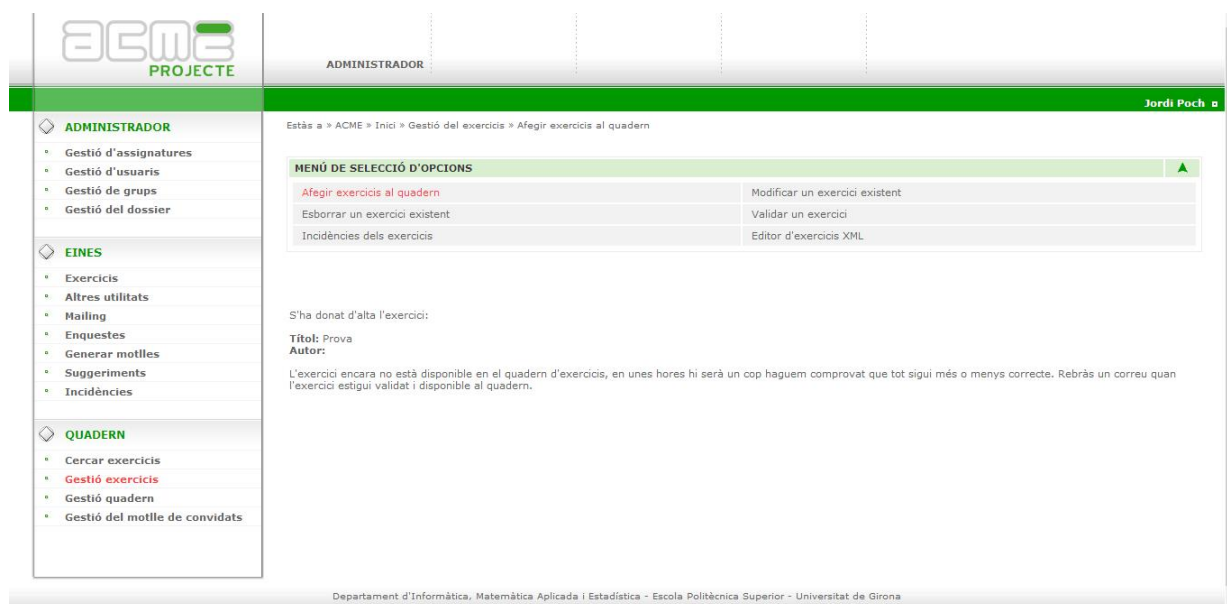 acme
PROJECTE
ADMINISTRADOR
Jordi Poch
ADMINISTRADOR
Gestió d'assignatures
Gestió d'usuaris
Gestió de grups
Gestió del dossier
EINES
Exercicis
Altres utilitats
Mailing
Enquestes
Generar motlles
Suggeriments
Incidències
QUADERN
Cercar exercicis
Gestió exercicis
Gestió quadern
Gestió del motlle de convidats
Estàs a » ACME » Inici » Gestió del exercicis » Afegir exercicis al quadern
MENÚ DE SELECCIÓ D'OPCIONS
Afegir exercicis al quadern Modificar un exercici existent
Esborrar un exercici existent Validar un exercici
Incidències dels exercicis Editor d'exercicis XML
S'ha donat d'alta l'exercici:
Títol: Prova
Autor:
L'exercici encara no està disponible en el quadern d'exercicis, en unes hores hi serà un cop haguem comprovat que tot sigui més o menys correcte. Rebràs un correu quan
l'exercici estigui validat i disponible al quadern.
Departament d'Informàtica, Matemàtica Aplicada i Estadística - Escola Politècnica Superior - Universitat de Girona